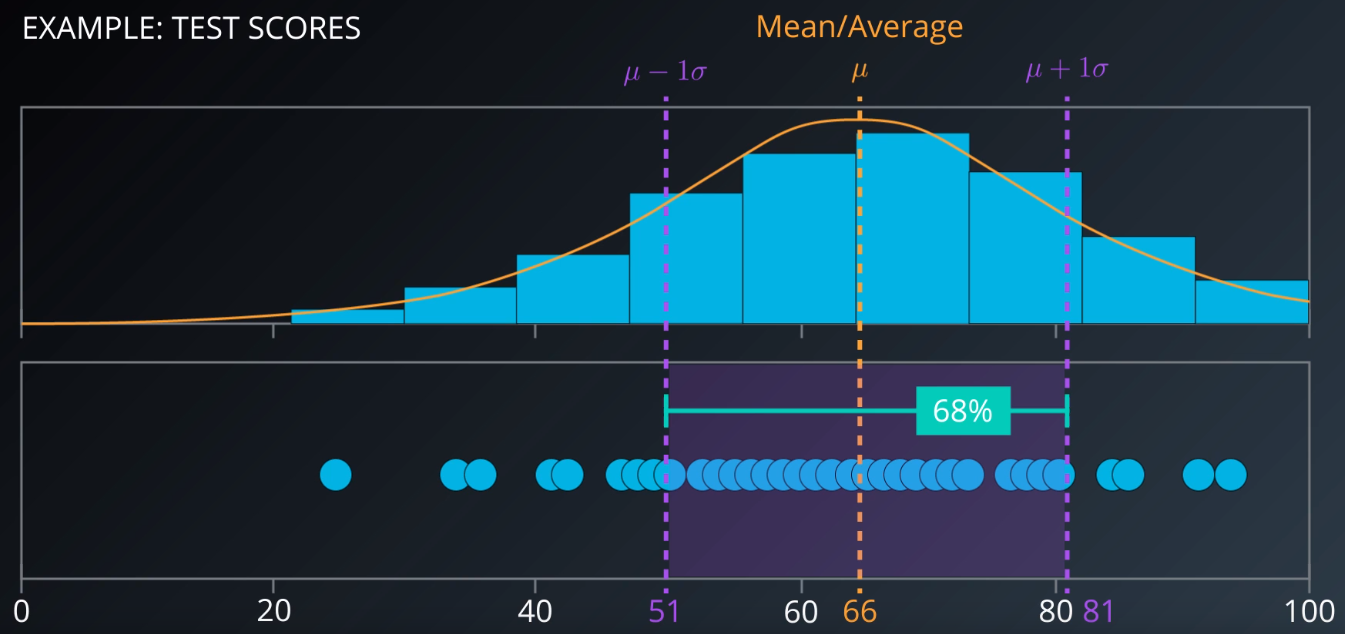 EXAMPLE: TEST SCORES
Mean/Average
μ − 1σ
μ
μ + 1σ
68%
0 20 40 51 60 66 80 81 100